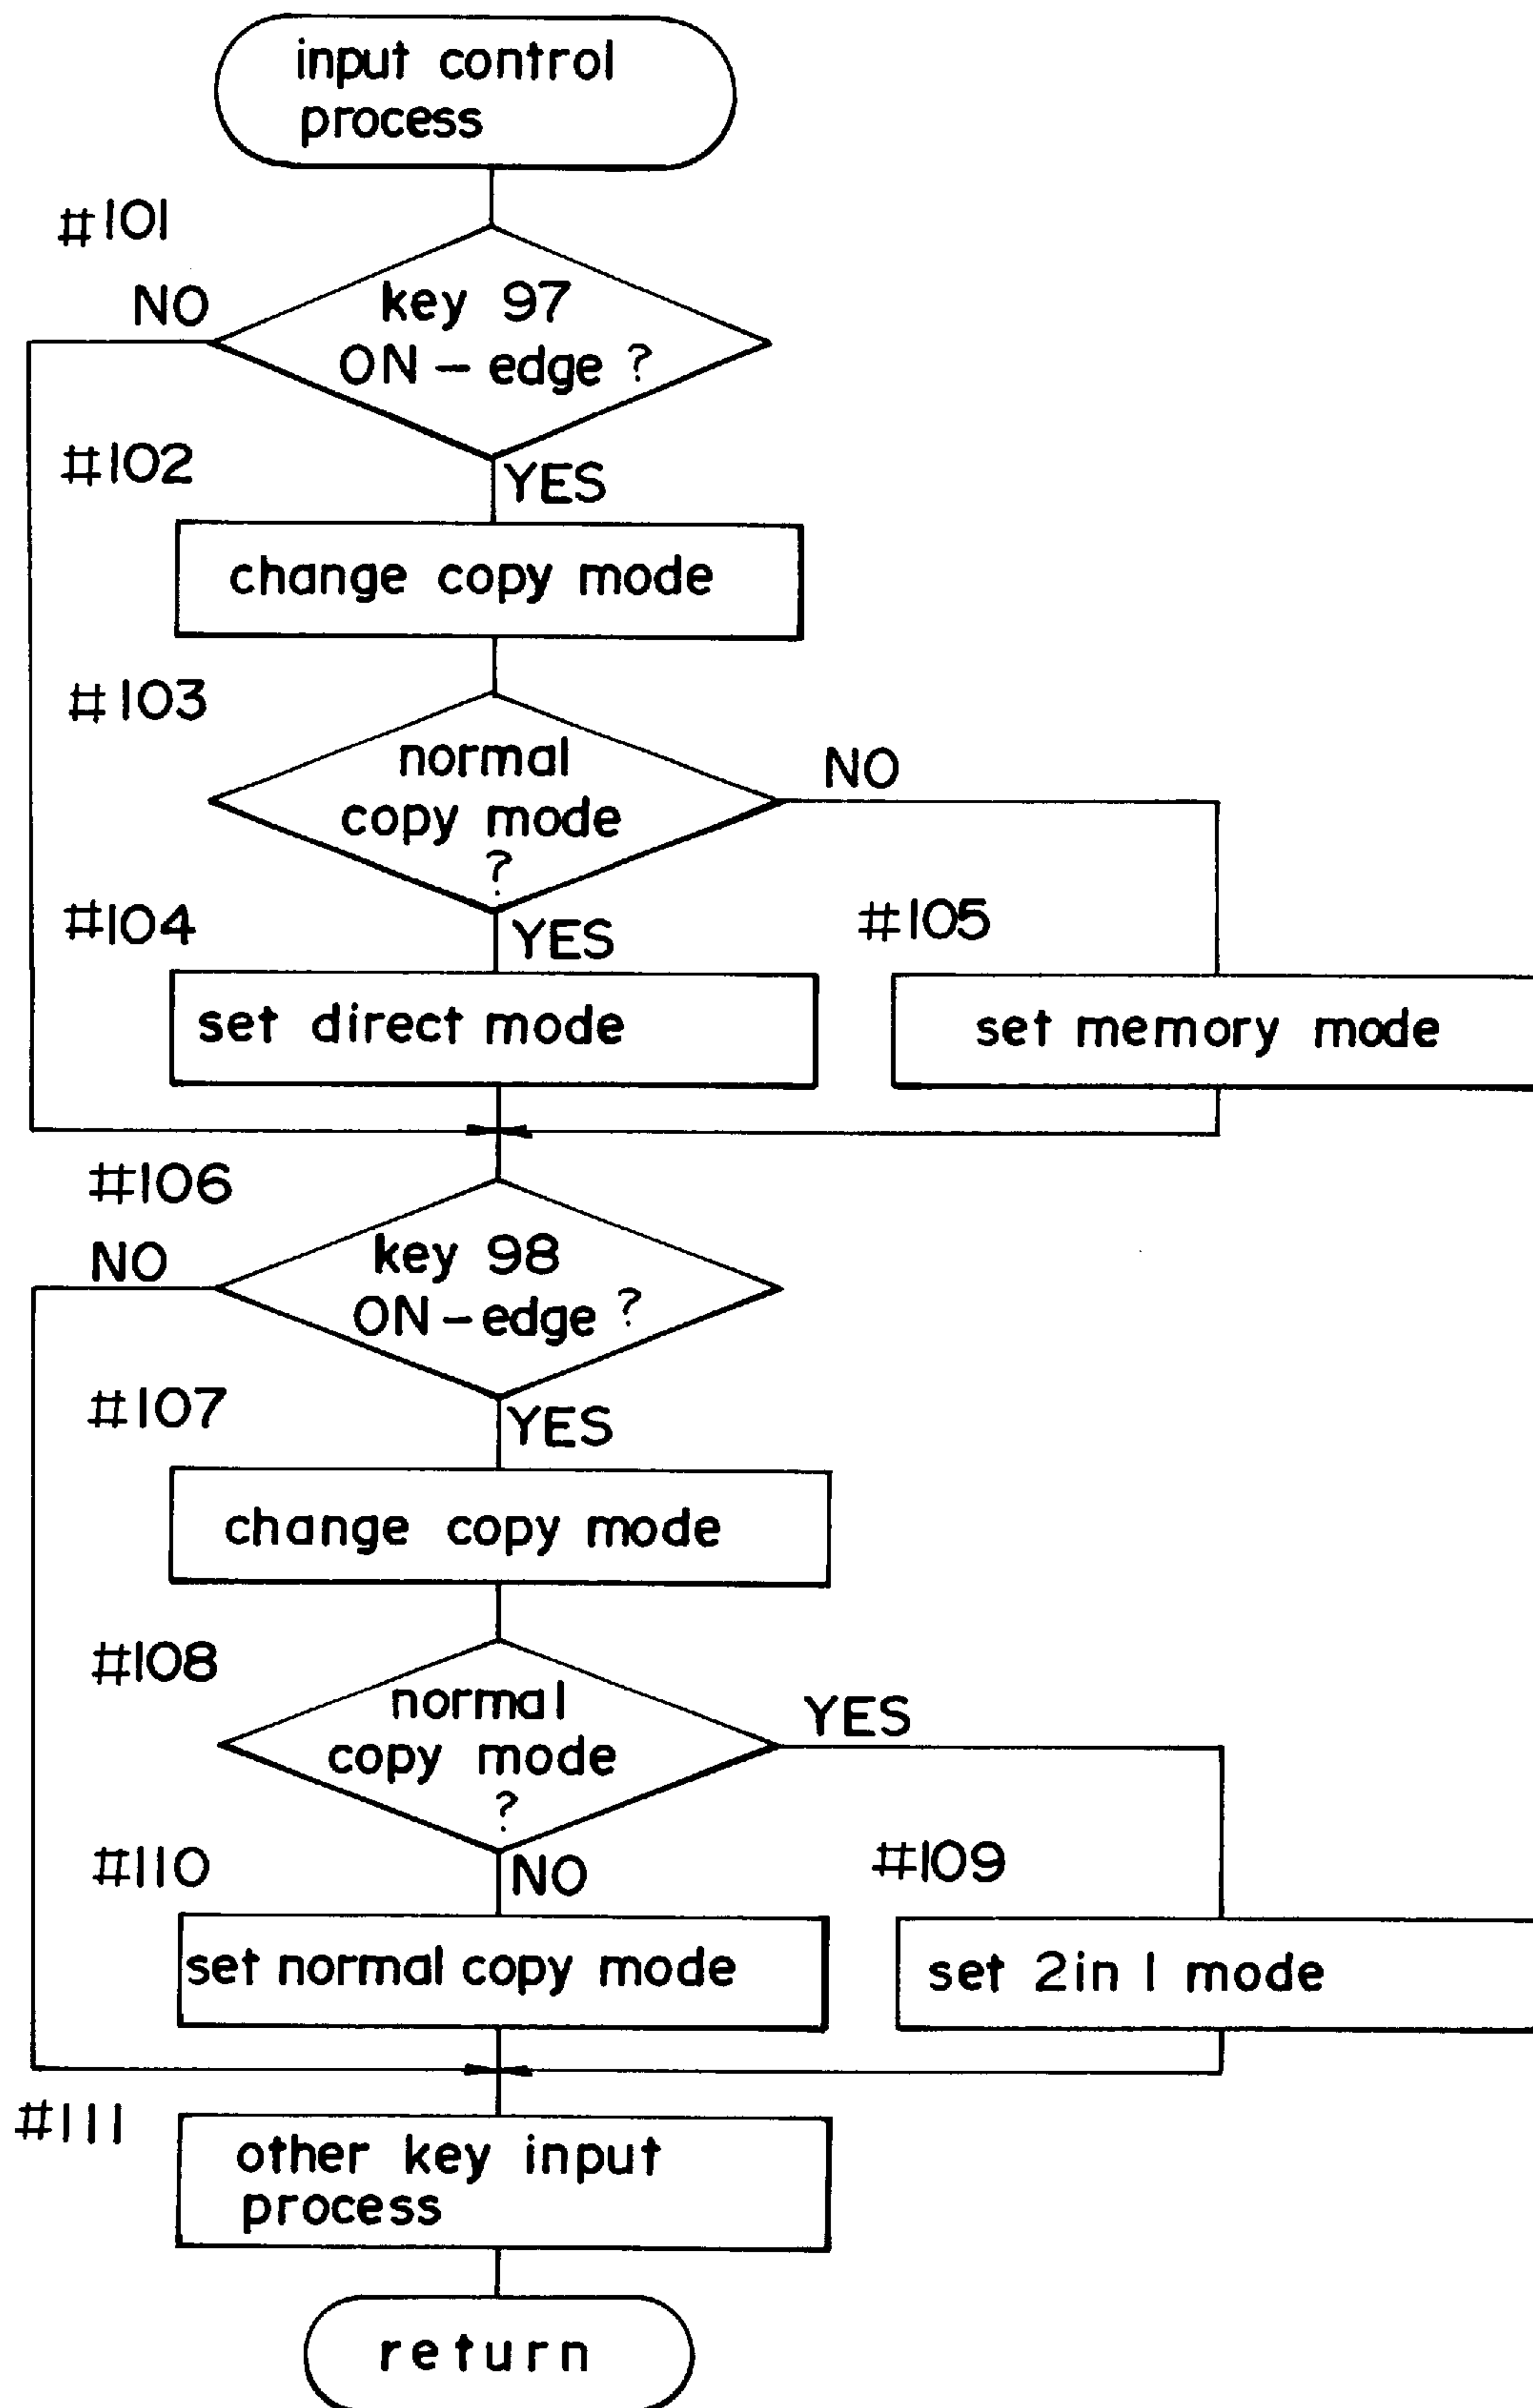 input control
process
#101
NO
key 97
ON - edge ?
#102
YES
change copy mode
#103
normal
copy mode
?
NO
#104
YES
#105
set direct mode
set memory mode
#106
NO
key 98
ON - edge ?
#107
YES
change copy mode
#108
normal
copy mode
?
YES
#110
NO
#109
set normal copy mode
set 2in 1 mode
#111
other key input
process
return